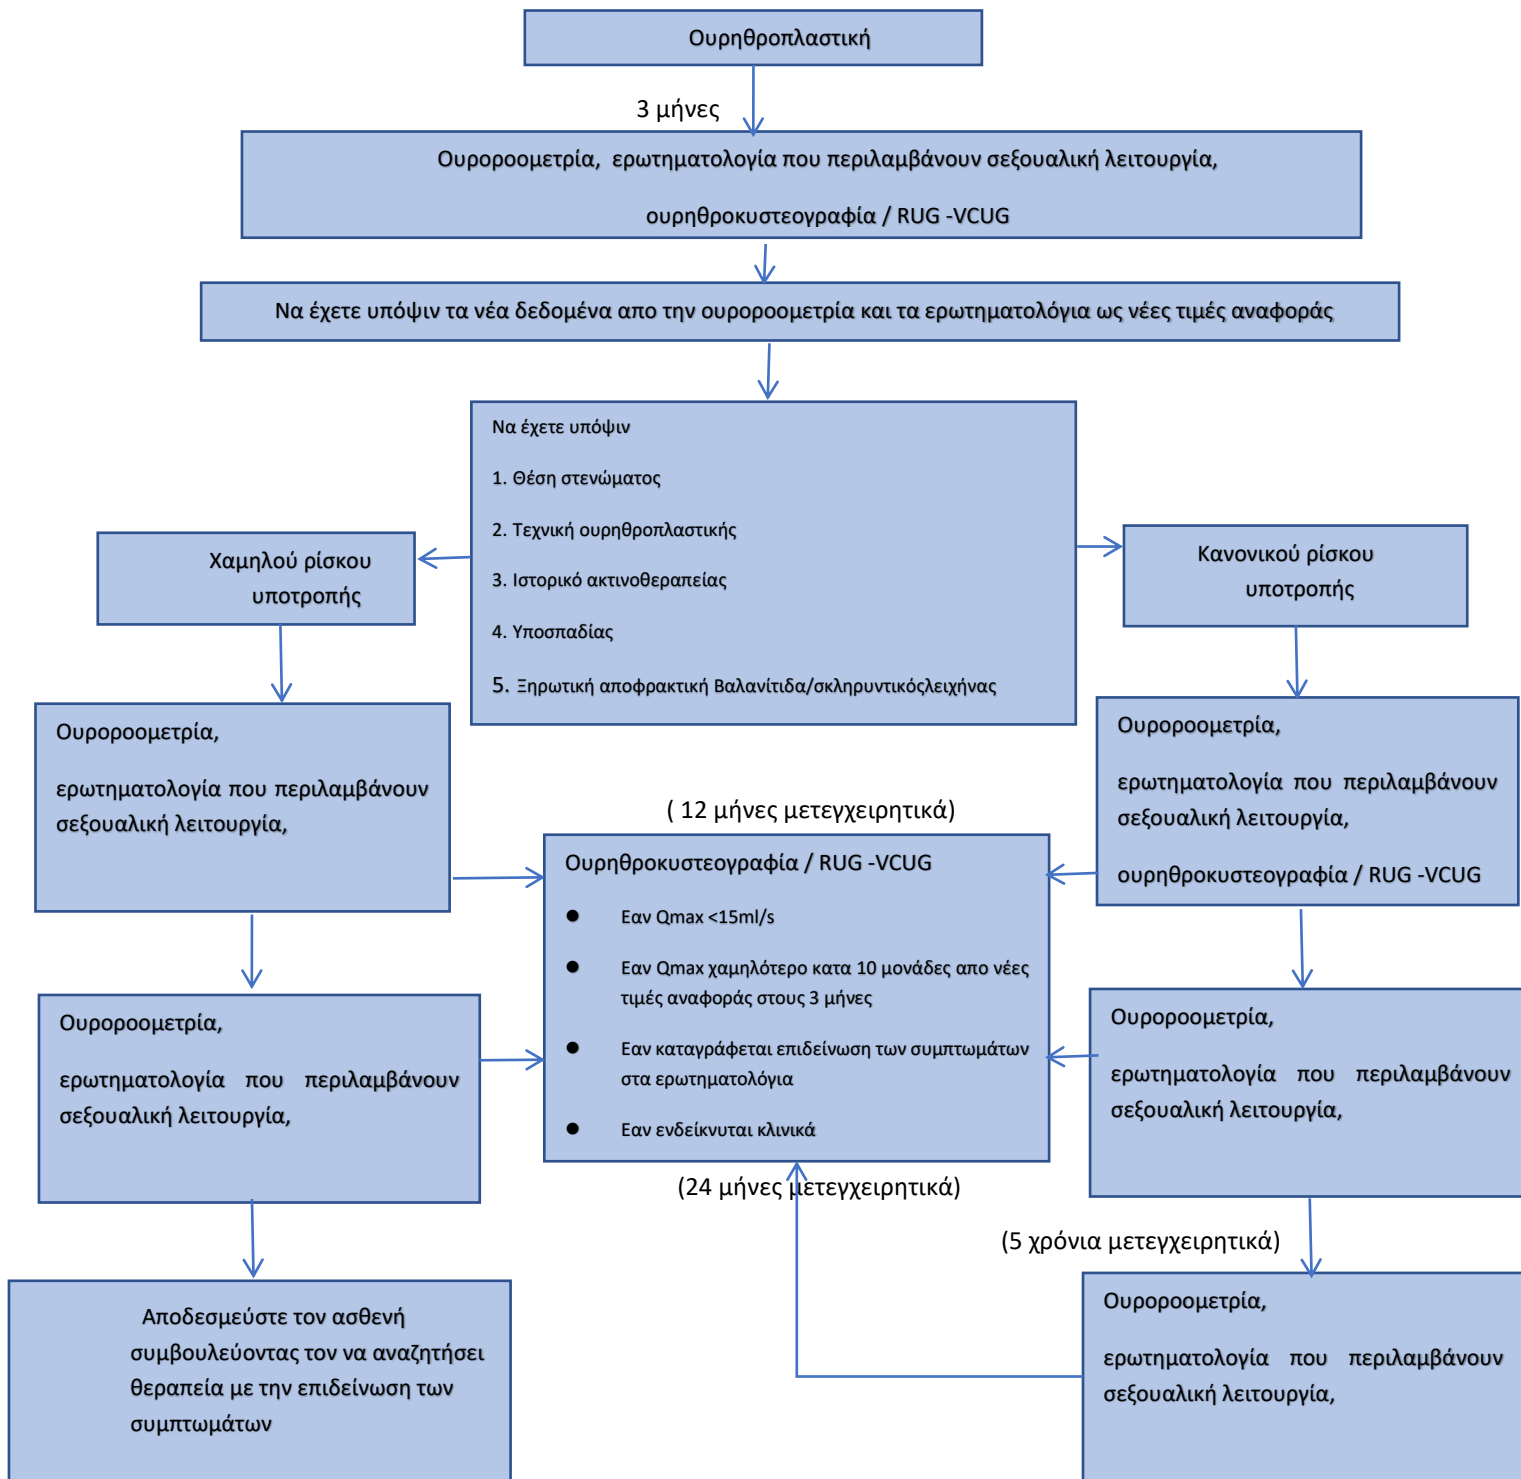 Ουρηθροπλαστική
3 μήνες
Ουροροομετρία, ερωτηματολογία που περιλαμβάνουν σεξουαλική λειτουργία,
ουρηθροκυστεογραφία / RUG -VCUG
Να έχετε υπόψιν τα νέα δεδομένα απο την ουροροομετρία και τα ερωτηματολόγια ως νέες τιμές αναφοράς
Να έχετε υπόψιν
1. Θέση στενώματος
2. Τεχνική ουρηθροπλαστικής
3. Ιστορικό ακτινοθεραπείας
4. Υποσπαδίας
5. Ξηρωτική αποφρακτική Βαλανίτιδα/σκληρυντικόςλειχήνας
Χαμηλού ρίσκου
υποτροπής
Κανονικού ρίσκου
υποτροπής
Ουροροομετρία,
ερωτηματολογία που περιλαμβάνουν
σεξουαλική λειτουργία,
Ουροροομετρία,
ερωτηματολογία που περιλαμβάνουν
σεξουαλική λειτουργία,
ουρηθροκυστεογραφία / RUG -VCUG
( 12 μήνες μετεγχειρητικά)
Ουρηθροκυστεογραφία / RUG -VCUG
● Εαν Qmax <15ml/s
● Εαν Qmax χαμηλότερο κατα 10 μονάδες απο νέες
τιμές αναφοράς στους 3 μήνες
● Εαν καταγράφεται επιδείνωση των συμπτωμάτων
στα ερωτηματολόγια
● Εαν ενδείκνυται κλινικά
(24 μήνες μετεγχειρητικά)
Ουροροομετρία,
ερωτηματολογία που περιλαμβάνουν
σεξουαλική λειτουργία,
Ουροροομετρία,
ερωτηματολογία που περιλαμβάνουν
σεξουαλική λειτουργία,
(5 χρόνια μετεγχειρητικά)
Αποδεσμεύστε τον ασθενή
συμβουλεύοντας τον να αναζητήσει
θεραπεία με την επιδείνωση των
συμπτωμάτων
Ουροροομετρία,
ερωτηματολογία που περιλαμβάνουν
σεξουαλική λειτουργία,